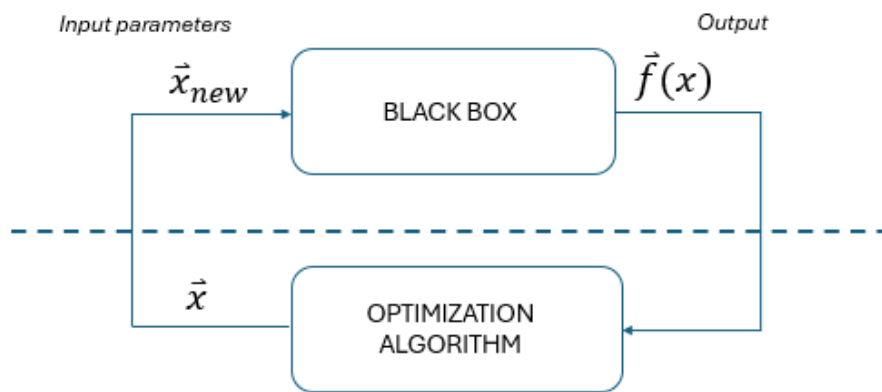 Input parameters
Output
x⃗new
BLACK BOX
f⃗(x)
x⃗
OPTIMIZATION
ALGORITHM